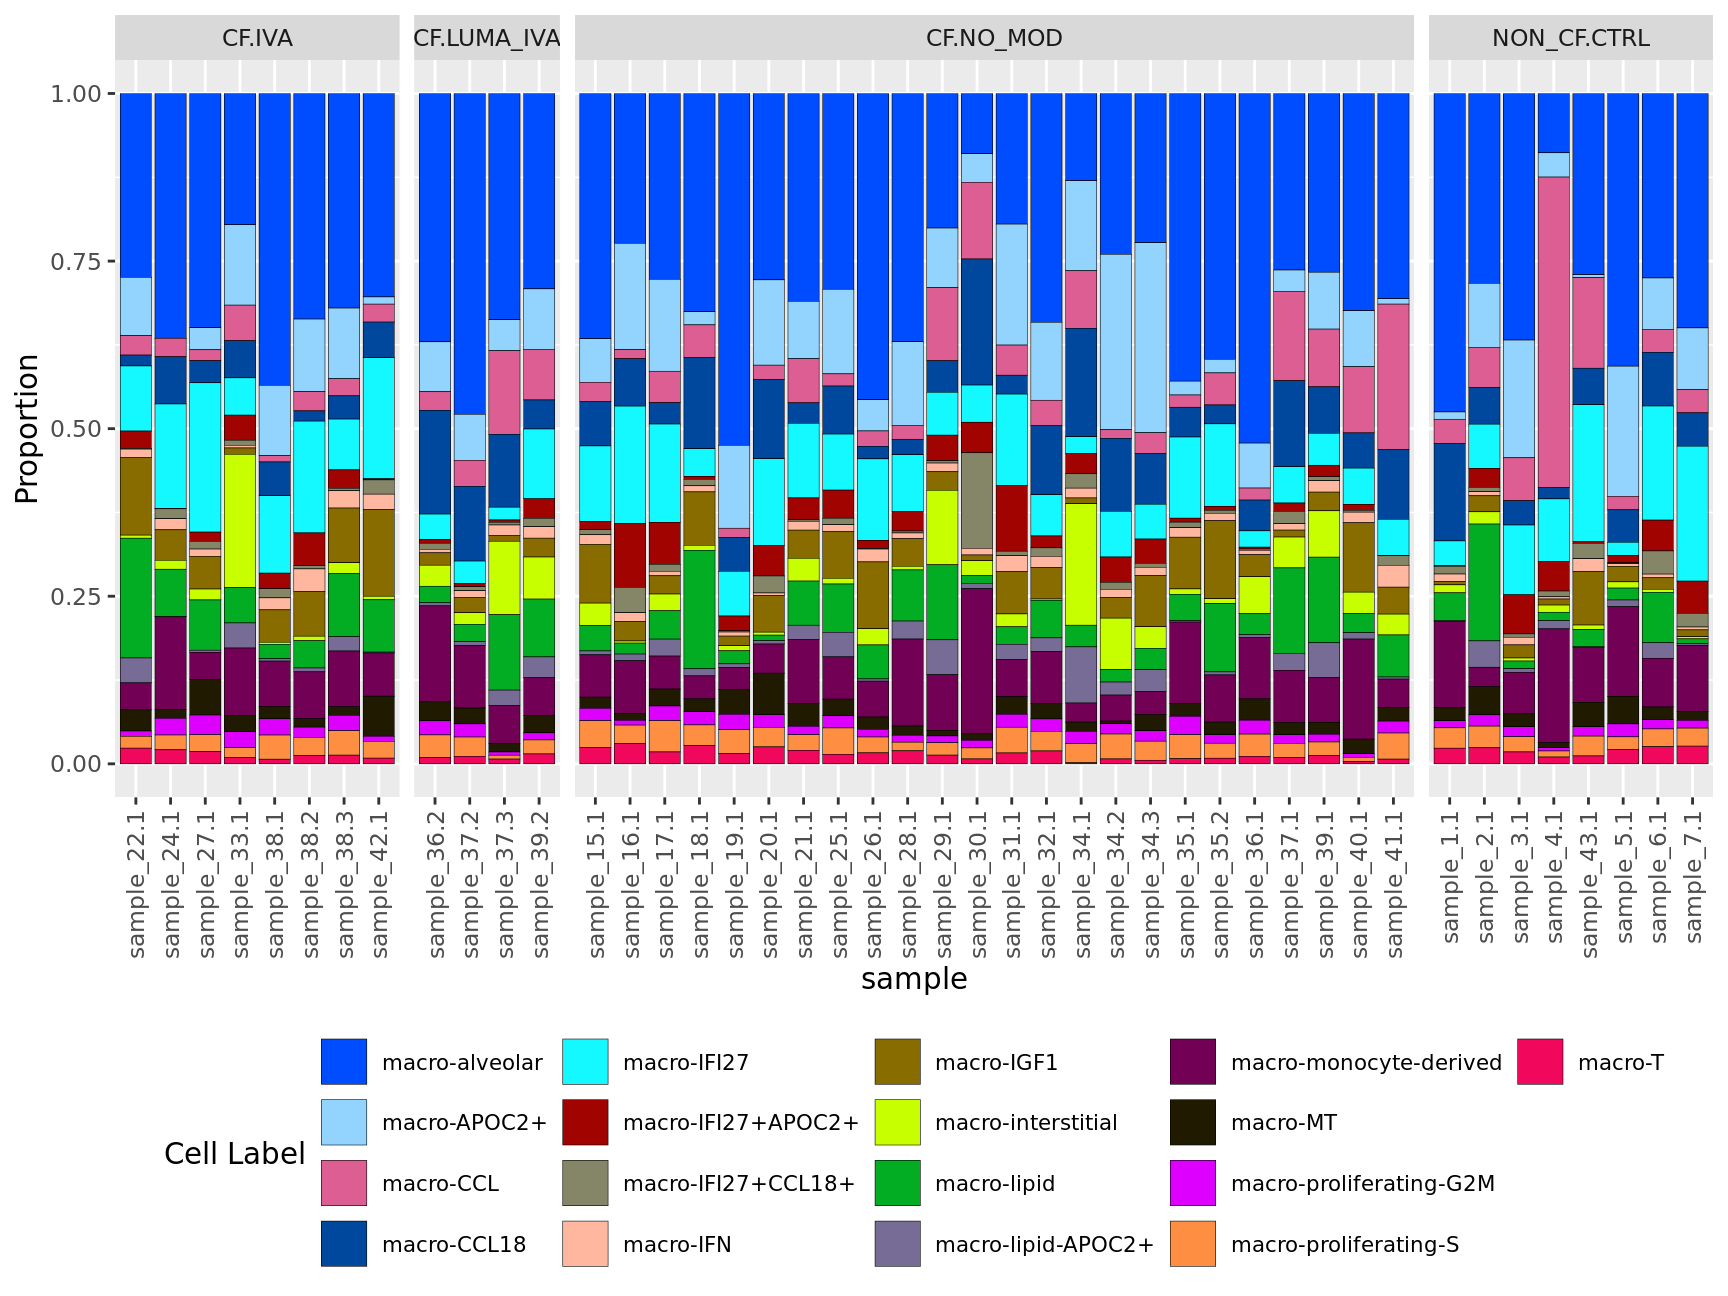 CF.IVA CF.LUMA_IVA CF.NO_MOD NON_CF.CTRL
1.00
0.75
0.50
0.25
0.00
Proportion
sample_22.1 sample_24.1 sample_27.1 sample_33.1 sample_38.1 sample_38.2 sample_38.3 sample_42.1 sample_36.2 sample_37.2 sample_37.3 sample_39.2 sample_15.1 sample_16.1 sample_17.1 sample_18.1 sample_19.1 sample_20.1 sample_21.1 sample_25.1 sample_26.1 sample_28.1 sample_29.1 sample_30.1 sample_31.1 sample_32.1 sample_34.1 sample_34.2 sample_34.3 sample_35.1 sample_35.2 sample_36.1 sample_37.1 sample_39.1 sample_40.1 sample_41.1 sample_1.1 sample_2.1 sample_3.1 sample_4.1 sample_43.1 sample_5.1 sample_6.1 sample_7.1
sample
Cell Label
macro-alveolar macro-IFI27 macro-IGF1 macro-monocyte-derived macro-T
macro-APOC2+ macro-IFI27+APOC2+ macro-interstitial macro-MT
macro-CCL macro-IFI27+CCL18+ macro-lipid macro-proliferating-G2M
macro-CCL18 macro-IFN macro-lipid-APOC2+ macro-proliferating-S